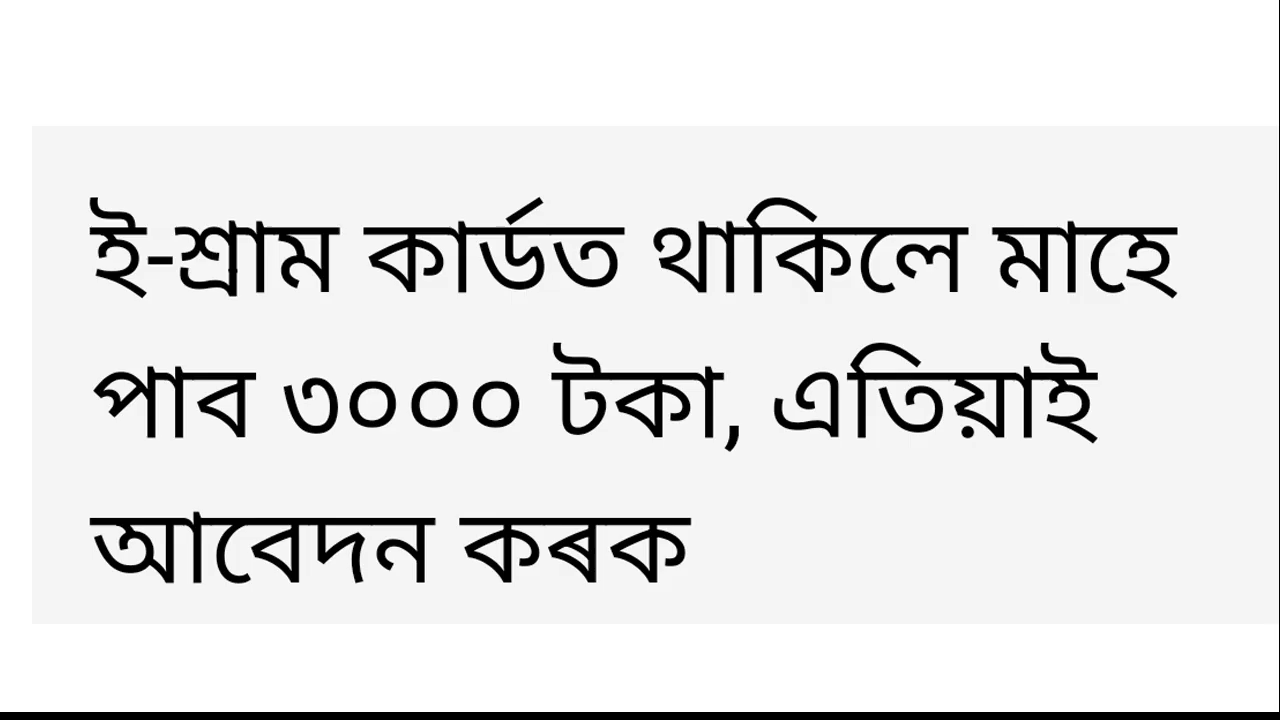 ই-শ্রাম কাৰ্ডত থাকিলে মাহে
পাব ৩০০০ টকা, এতিয়াই
আবেদন কৰক